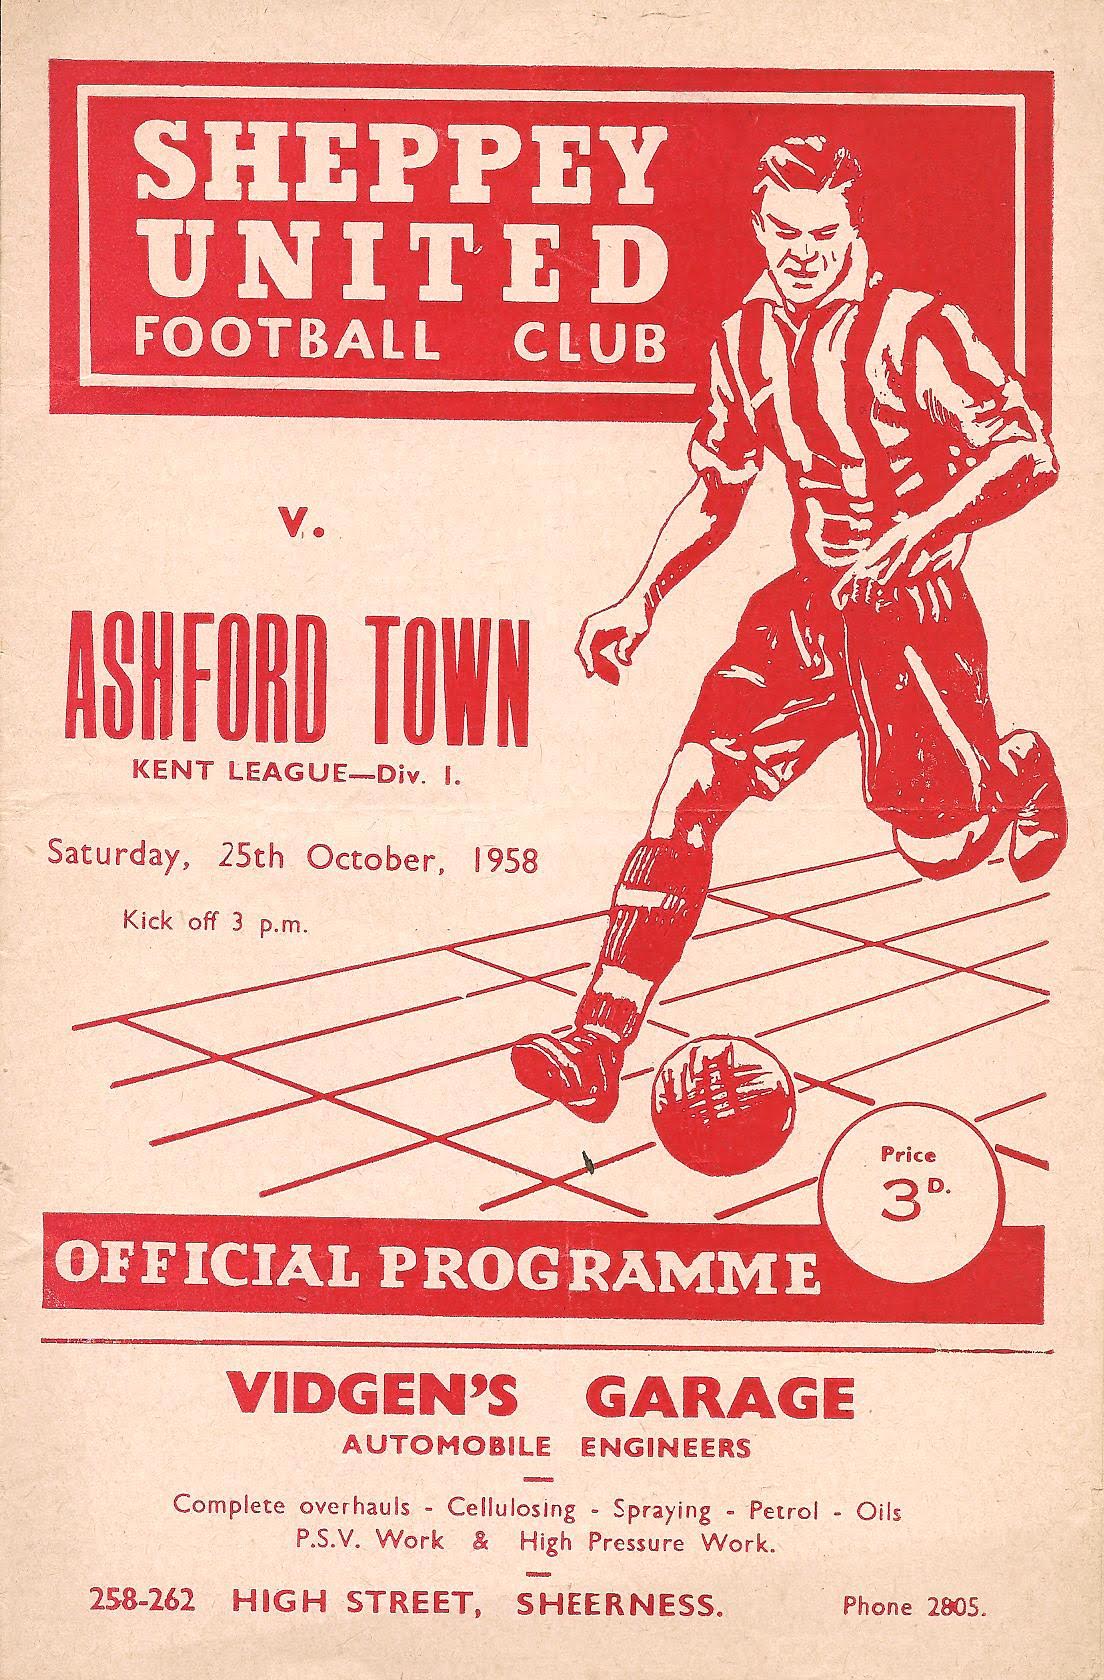 SHEPPEY
UNITED
FOOTBALL CLUB
v.
ASHFORD TOWN
KENT LEAGUE—Div. 1.
Saturday, 25th October, 1958
Kick off 3 p.m.
Price
3D.
OFFICIAL PROGRAMME
VIDGEN'S GARAGE
AUTOMOBILE ENGINEERS
Complete overhauls - Cellulosing - Spraying - Petrol - Oils
P.S.V. Work & High Pressure Work.
258-262 HIGH STREET, SHEERNESS. Phone 2805.